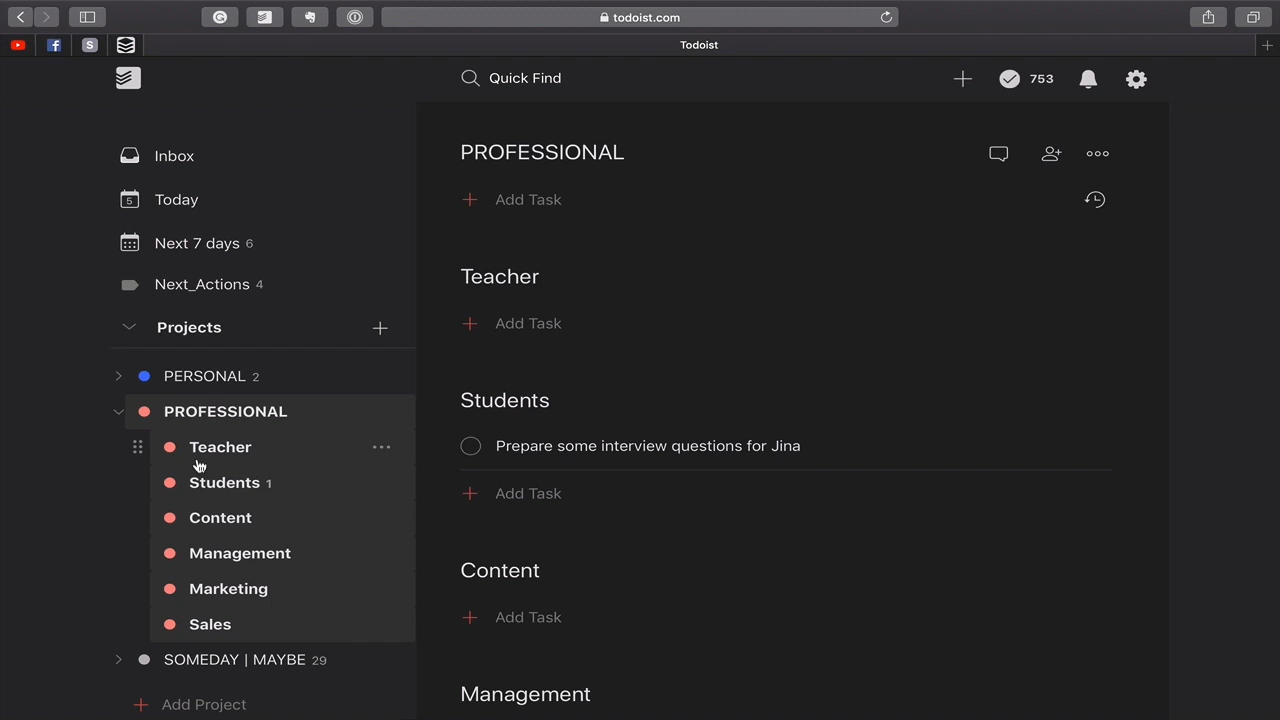 todoist.com
S
Todoist
Quick Find
753
Inbox
5
Today
Next 7 days 6
Next_Actions 4
Projects
PERSONAL 2
PROFESSIONAL
Teacher
Students 1
Content
Management
Marketing
Sales
SOMEDAY | MAYBE 29
Add Project
PROFESSIONAL
Add Task
Teacher
Add Task
Students
Prepare some interview questions for Jina
Add Task
Content
Add Task
Management